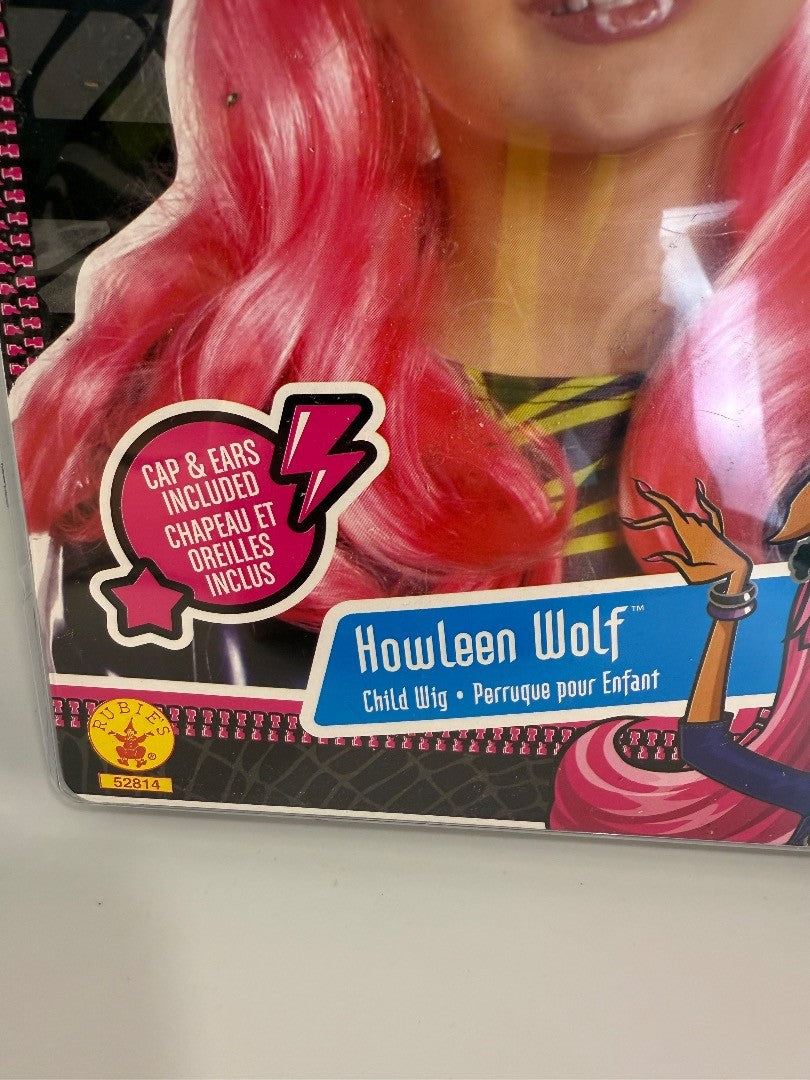 CAP & EARS
INCLUDED
CHAPEAU ET
OREILLES
INCLUS
Howleen Wolf™
Child Wig • Perruque pour Enfant
RUBIE'S
®
52814